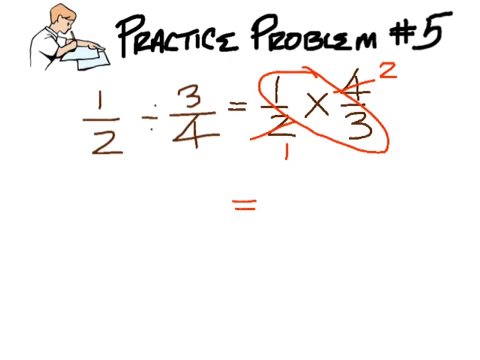 PRACTICE PROBLEM #5
1/2 ÷ 3/4 = 1/2 × 4/3
2
1
=